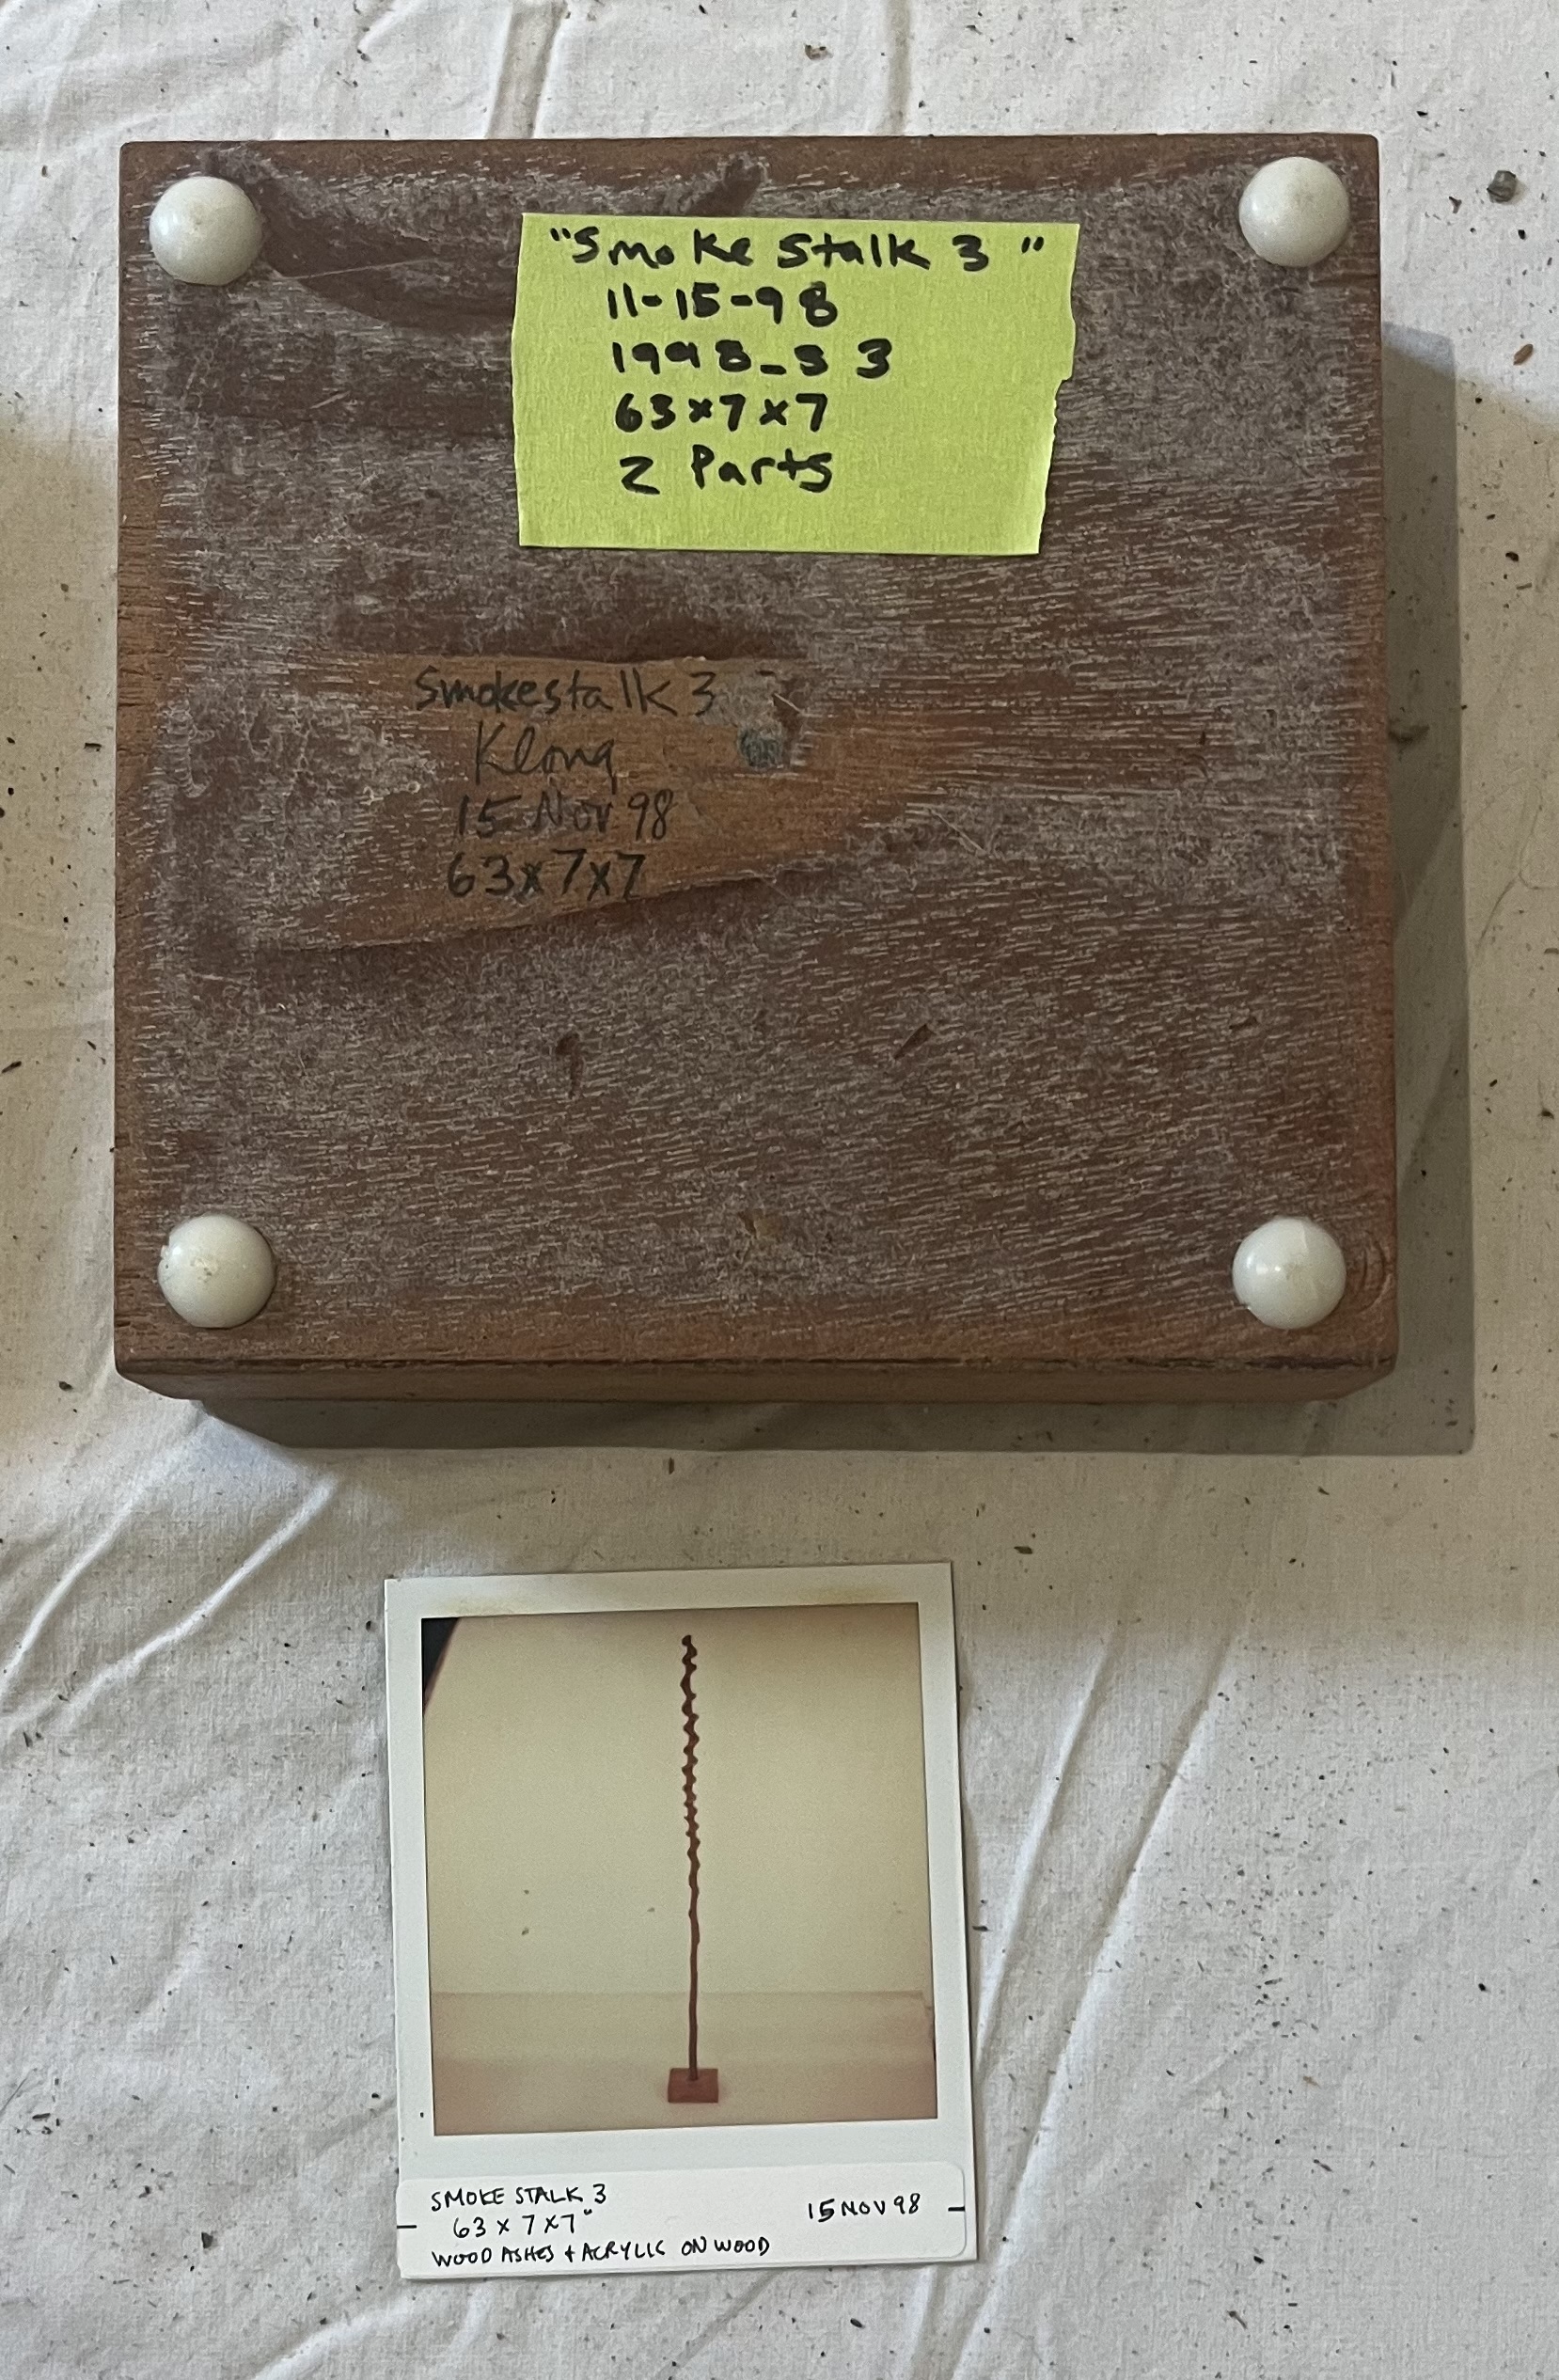 "Smoke Stalk 3"
11-15-98
1998_S 3
63x7x7
2 Parts
Smokestalk 3
Klong
15 Nov 98
63x7x7
SMOKE STALK 3
63 x 7 x 7"
15 NOV 98
WOOD ASHES + ACRYLIC ON WOOD